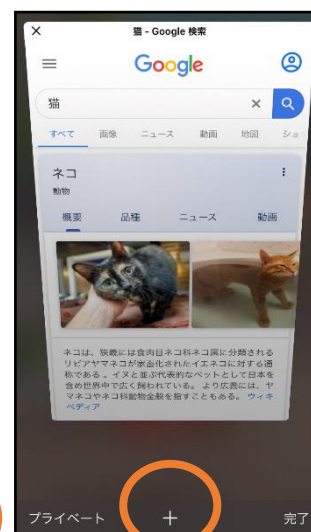 × 猫 - Google 検索
Google
猫 ×
すべて 画像 ニュース 動画 地図 ショ
ネコ
動物
概要 品種 ニュース 動画
ネコは、狭義には食肉目ネコ科ネコ属に分類される
リビアヤマネコが家畜化されたイエネコに対する通
称である。イヌと並ぶ代表的なペットとして日本を
含め世界中で広く飼われている。 より広義には、ヤ
マネコやネコ科動物全般を指すこともある。 ウィキ
ペディア
プライベート + 完了